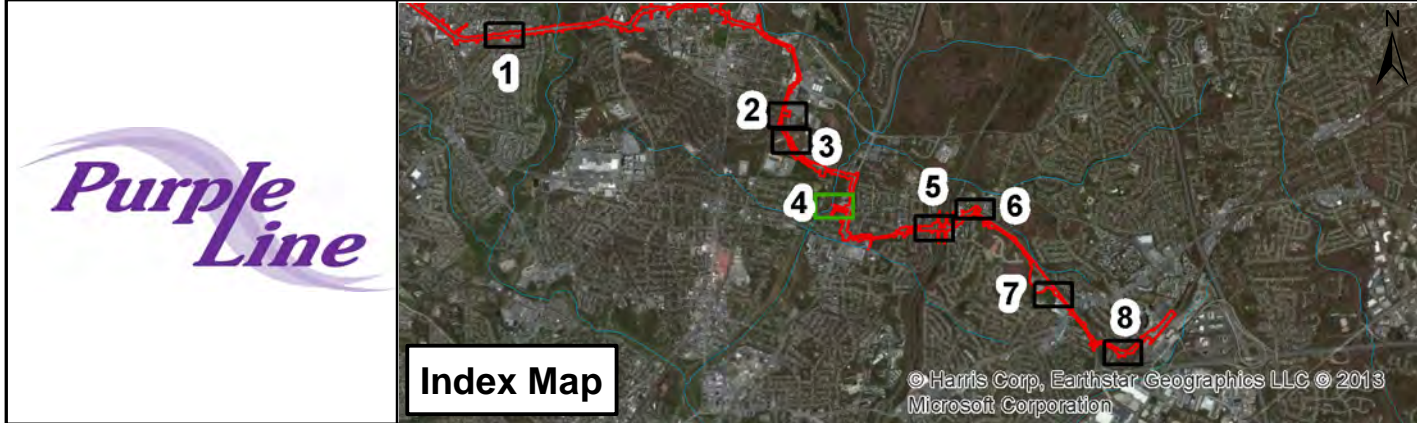 Purple
Line
N
1
2
3
4
5
6
7
8
Index Map
© Harris Corp, Earthstar Geographics LLC © 2013
Microsoft Corporation